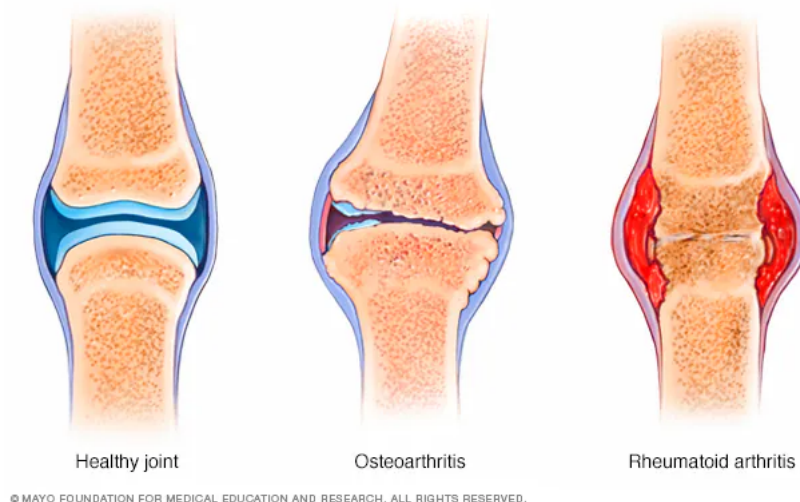 Healthy joint
Osteoarthritis
Rheumatoid arthritis
© MAYO FOUNDATION FOR MEDICAL EDUCATION AND RESEARCH. ALL RIGHTS RESERVED.